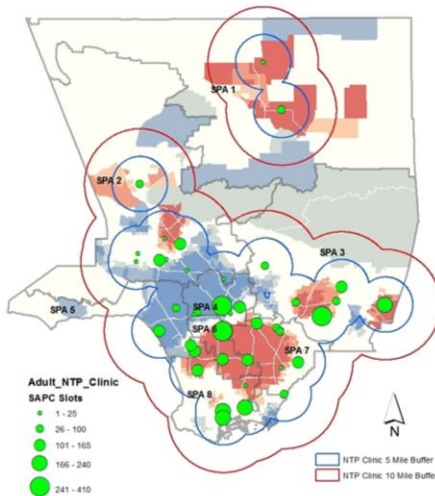 SPA 1
SPA 2
SPA 3
SPA 5
SPA 4
SPA 6
SPA 7
SPA 8
Adult_NTP_Clinic
SAPC Slots
1 - 25
26 - 100
101 - 165
166 - 240
241 - 410
N
NTP Clinic 5 Mile Buffer
NTP Clinic 10 Mile Buffer